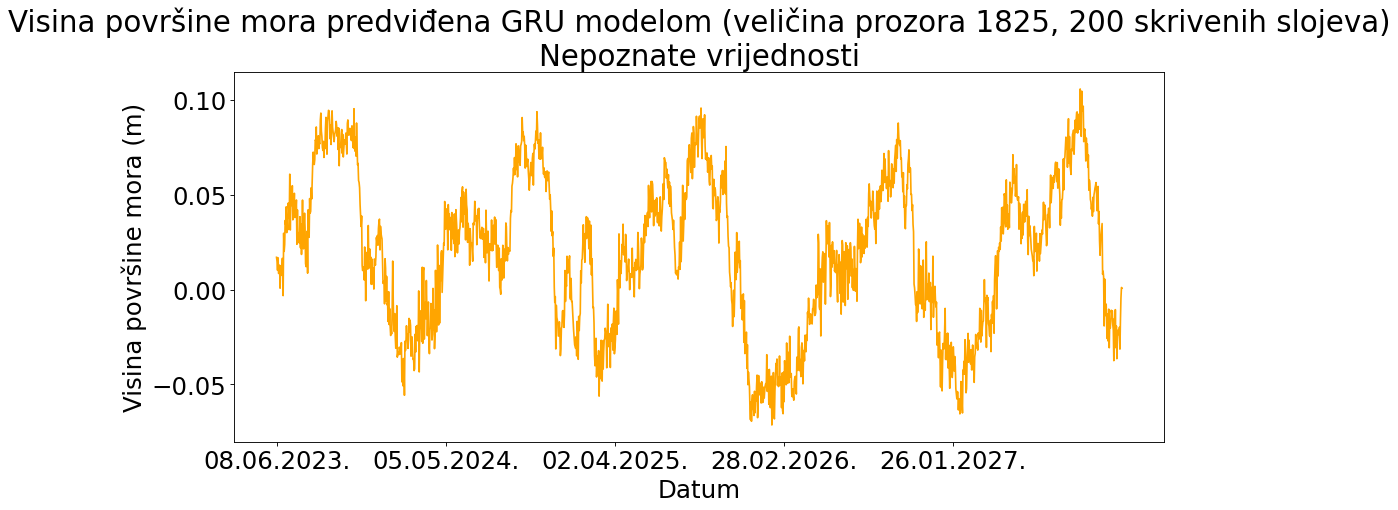 Visina površine mora predviđena GRU modelom (veličina prozora 1825, 200 skrivenih slojeva)
Nepoznate vrijednosti
Visina površine mora (m)
0.10
0.05
0.00
−0.05
08.06.2023. 05.05.2024. 02.04.2025. 28.02.2026. 26.01.2027.
Datum